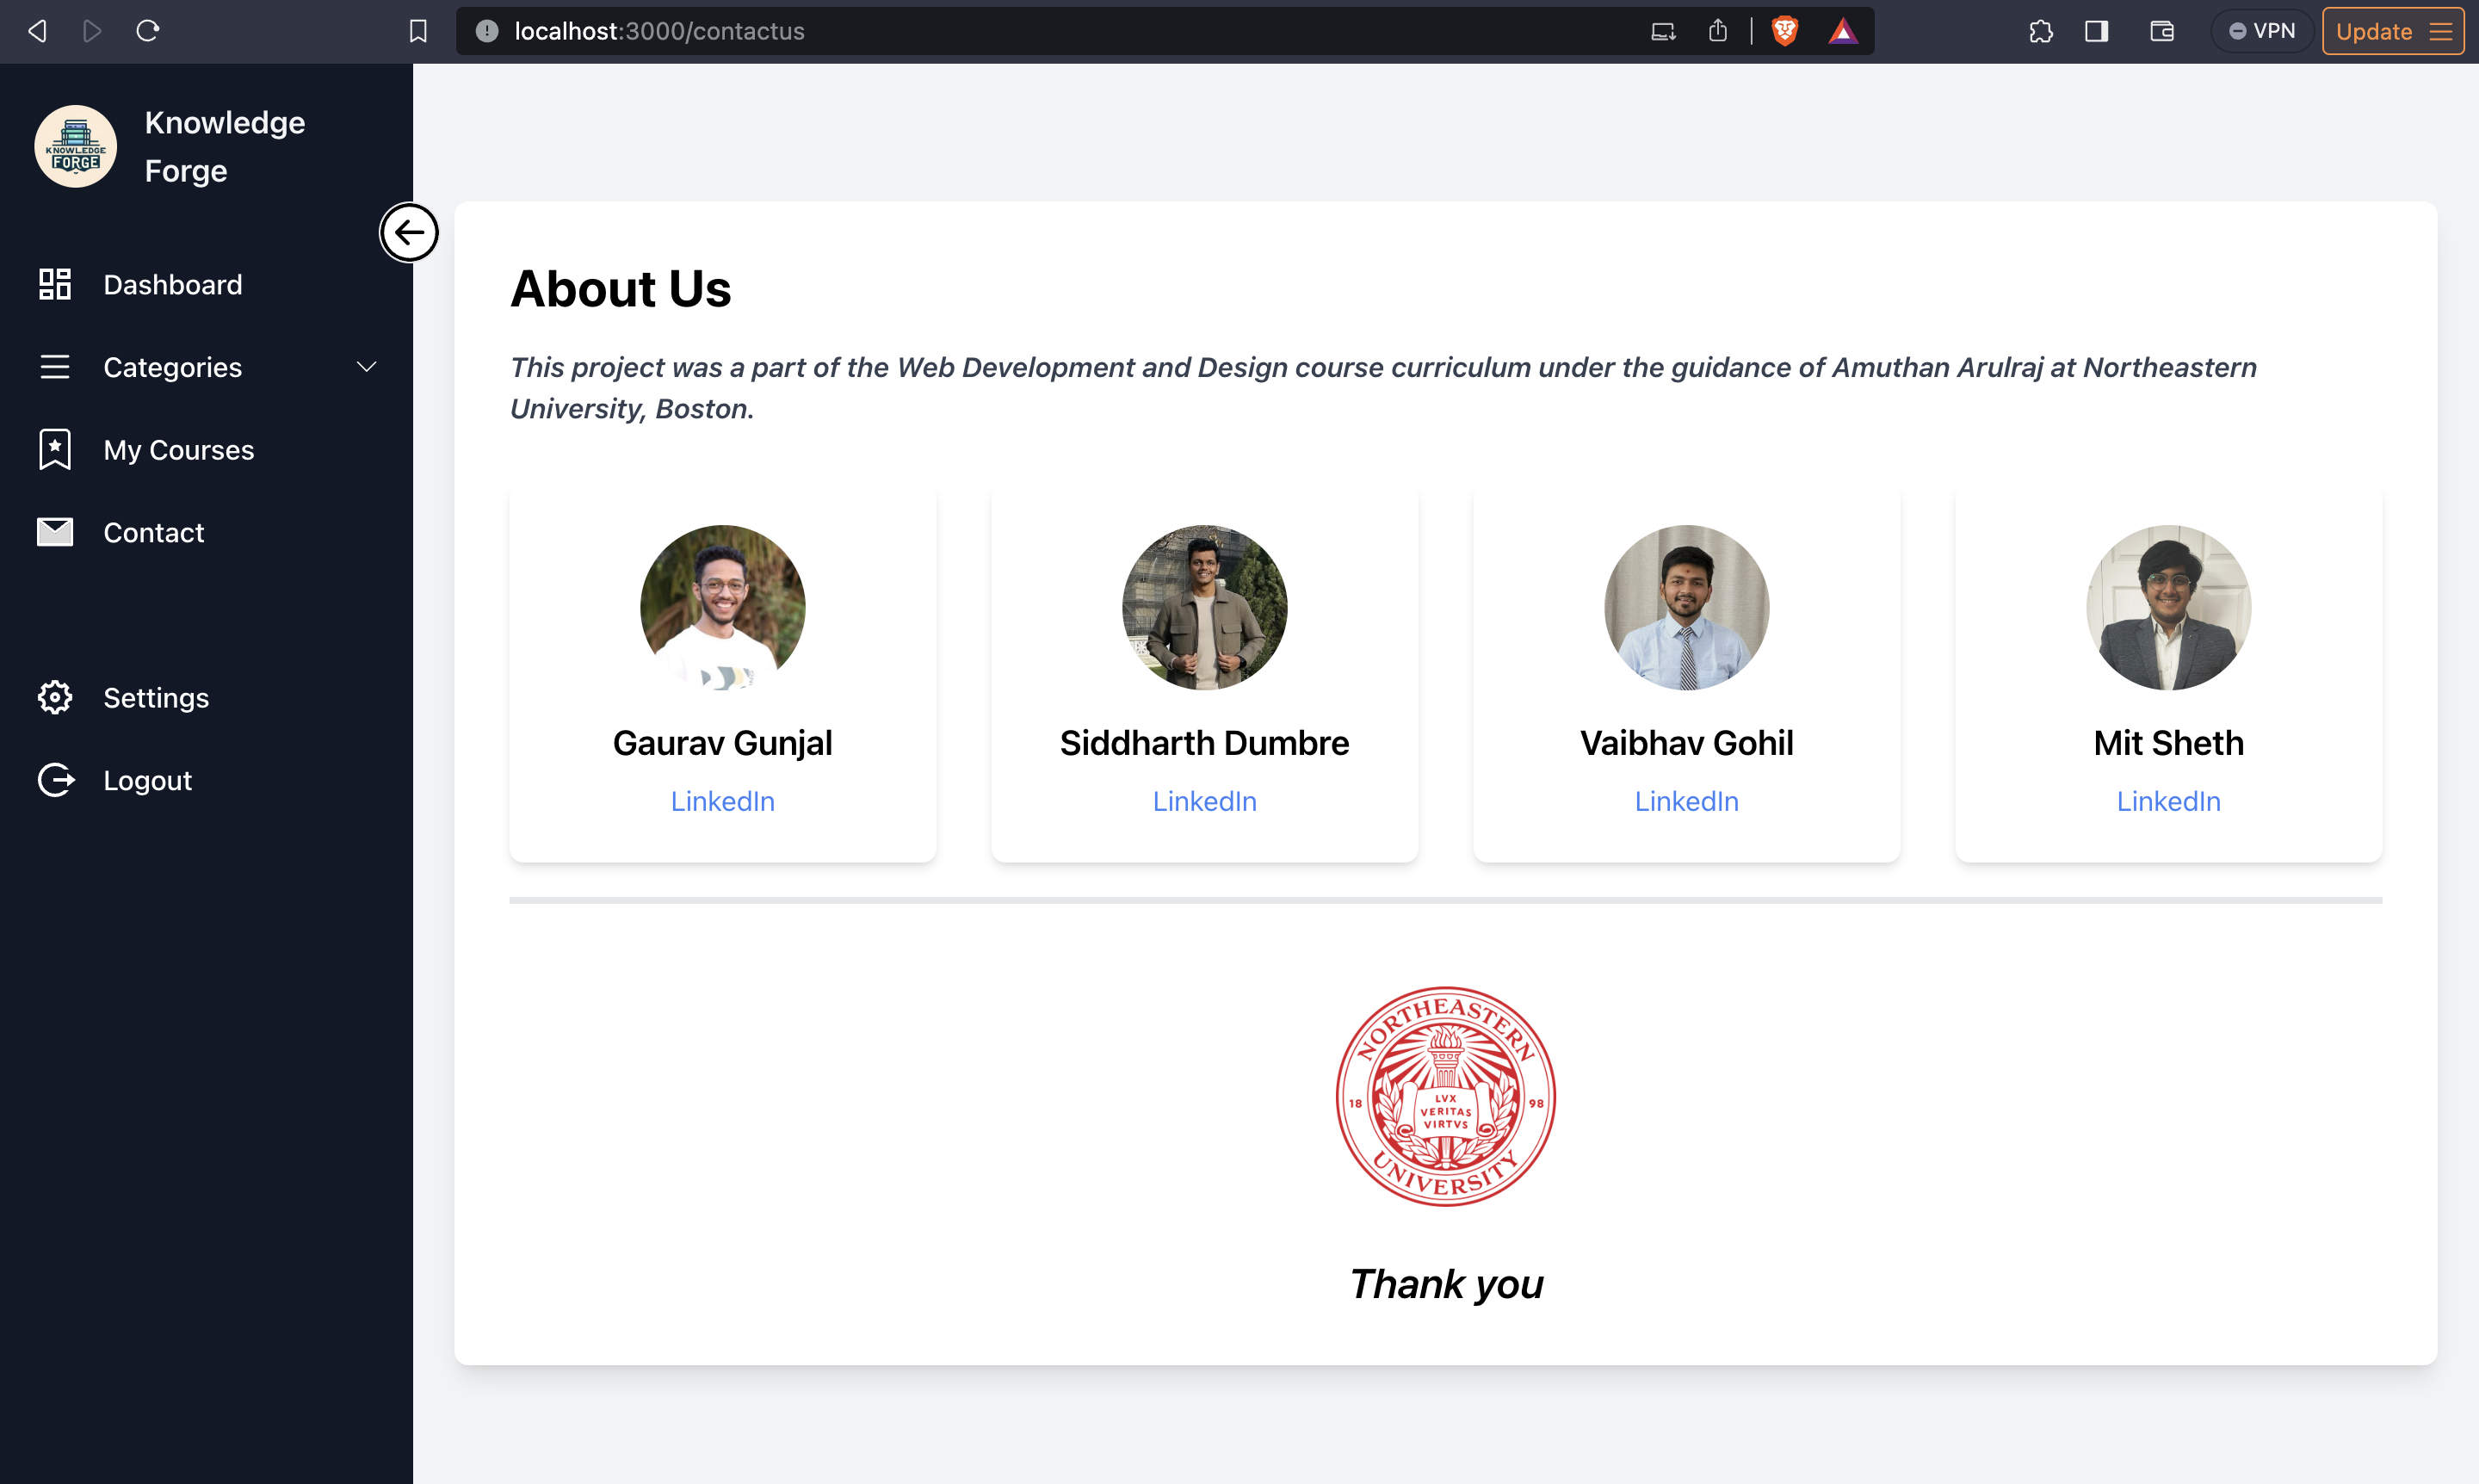 localhost:3000/contactus
VPN
Update
KNOWLEDGE
FORGE
Knowledge
Forge
Dashboard
Categories
My Courses
Contact
Settings
Logout
About Us
This project was a part of the Web Development and Design course curriculum under the guidance of Amuthan Arulraj at Northeastern
University, Boston.
Gaurav Gunjal
LinkedIn
Siddharth Dumbre
LinkedIn
Vaibhav Gohil
LinkedIn
Mit Sheth
LinkedIn
NORTHEASTERN
18
98
LVX
VERITAS
VIRTVS
UNIVERSITY
Thank you